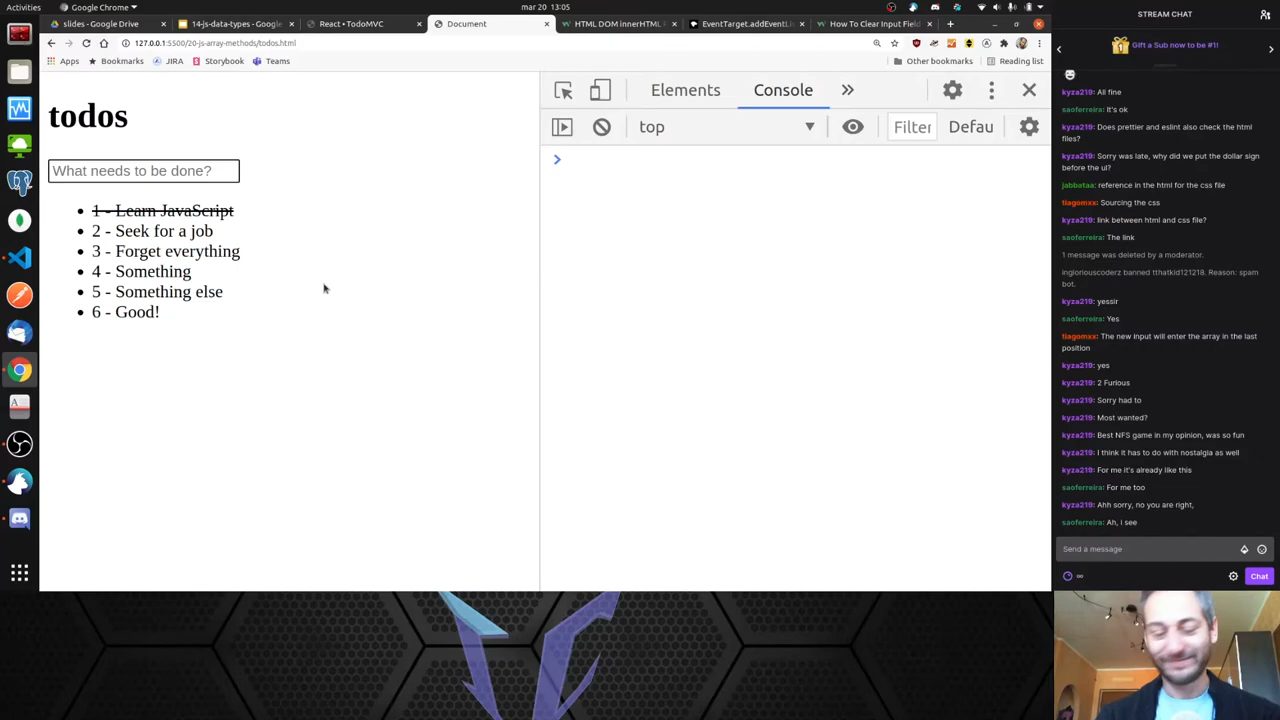 Activities
Google Chrome
mar 20 13:05
slides - Google Drive
14-js-data-types - Google
React • TodoMVC
Document
HTML DOM innerHTML
EventTarget.addEventLi
How To Clear Input Field
127.0.0.1:5500/20-js-array-methods/todos.html
Apps
Bookmarks
JIRA
Storybook
Teams
Other bookmarks
Reading list
todos
What needs to be done?
1 - Learn JavaScript
2 - Seek for a job
3 - Forget everything
4 - Something
5 - Something else
6 - Good!
Elements
Console
top
Filter
Defau
STREAM CHAT
Gift a Sub now to be #1!
kyza219: All fine
saoferreira: It's ok
kyza219: Does prettier and eslint also check the html
files?
kyza219: Sorry was late, why did we put the dollar sign
before the ul?
jabbataa: reference in the html for the css file
tiagomxx: Sourcing the css
kyza219: link between html and css file?
saoferreira: The link
1 message was deleted by a moderator.
ingloriouscoderz banned tthatkid121218. Reason: spam
bot.
kyza219: yessir
saoferreira: Yes
tiagomxx: The new input will enter the array in the last
position
kyza219: yes
kyza219: 2 Furious
kyza219: Sorry had to
kyza219: Most wanted?
kyza219: Best NFS game in my opinion, was so fun
kyza219: I think it has to do with nostalgia as well
kyza219: For me it's already like this
saoferreira: For me too
kyza219: Ahh sorry, no you are right,
saoferreira: Ah, i see
Send a message
Chat